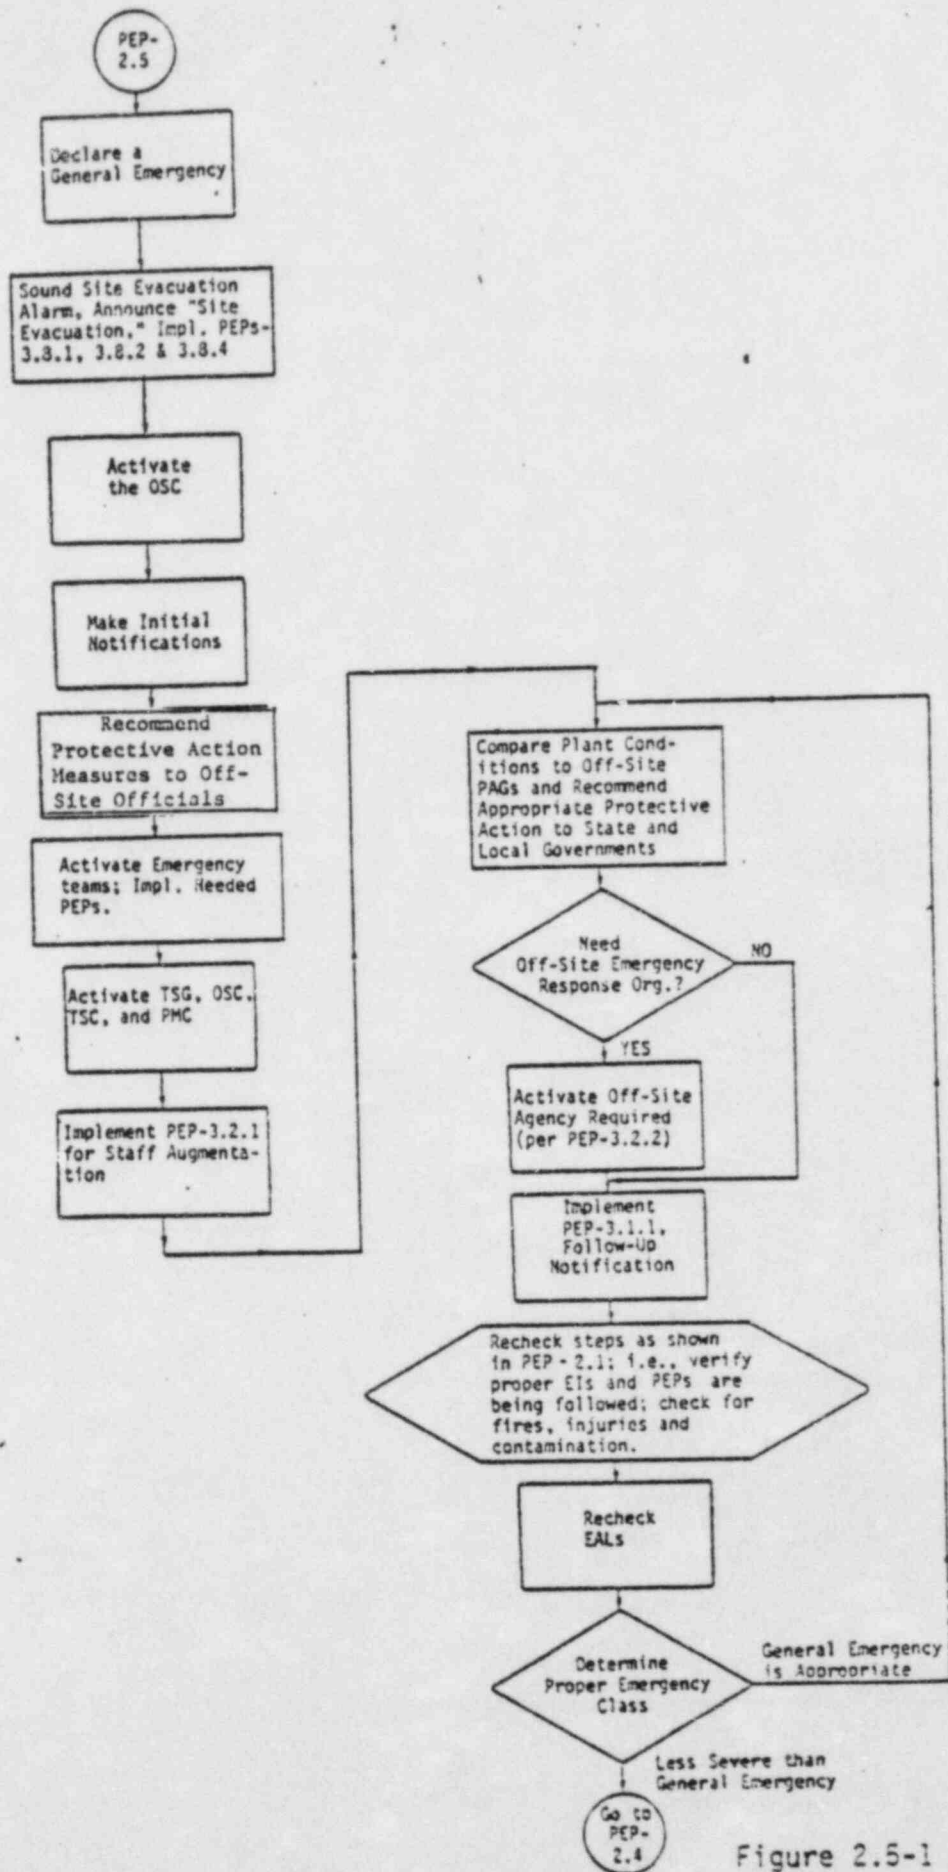 PEP-
2.5
Declare a
General Emergency
Sound Site Evacuation
Alarm, Announce "Site
Evacuation," Impl. PEPs-
3.8.1, 3.8.2 & 3.8.4
Activate
the OSC
Make Initial
Notifications
Recommend
Protective Action
Measures to Off-
Site Officials
Activate Emergency
teams; Impl. Needed
PEPs.
Activate TSG, OSC,
TSC, and PMC
Implement PEP-3.2.1
for Staff Augmenta-
tion
Compare Plant Cond-
itions to Off-Site
PAGs and Recommend
Appropriate Protective
Action to State and
Local Governments
Need
Off-Site Emergency
Response Org.?
NO
YES
Activate Off-Site
Agency Required
(per PEP-3.2.2)
Implement
PEP-3.1.1,
Follow-Up
Notification
Recheck steps as shown
in PEP - 2.1; i.e., verify
proper EIs and PEPs are
being followed; check for
fires, injuries and
contamination.
Recheck
EALs
Determine
Proper Emergency
Class
General Emergency
is Appropriate
Less Severe than
General Emergency
Go to
PEP-
2.4
Figure 2.5-1